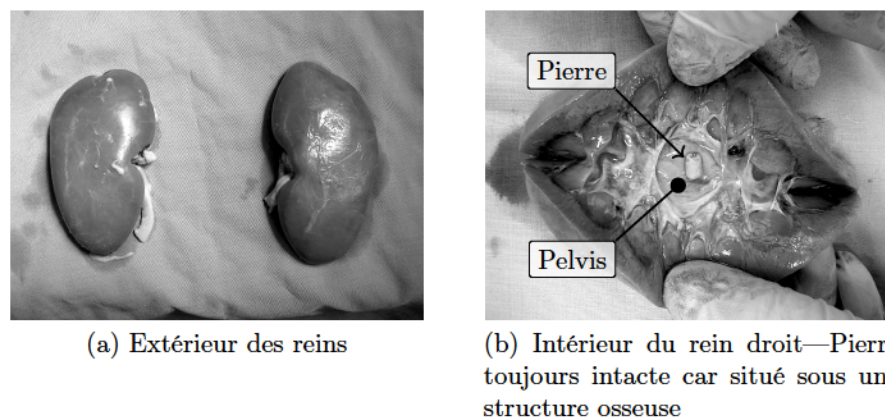 Pierre
Pelvis
(a) Extérieur des reins
(b) Intérieur du rein droit—Pierr
toujours intacte car situé sous un
structure osseuse